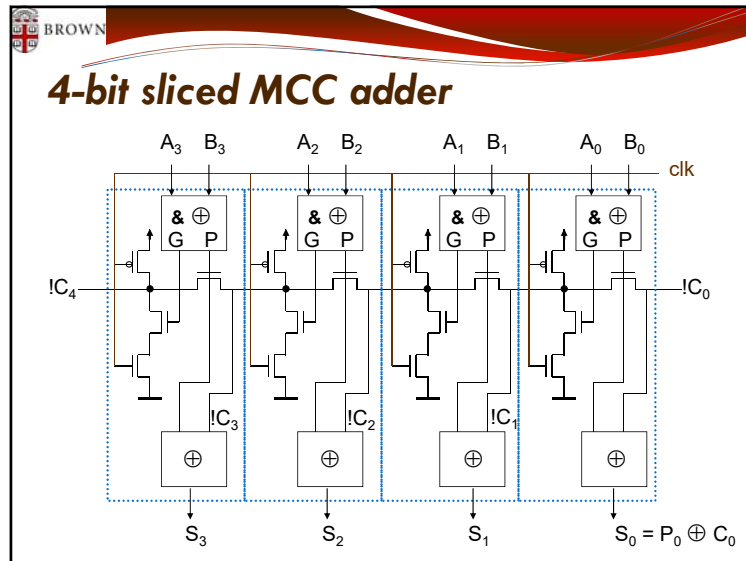 BROWN
4-bit sliced MCC adder
A₃ B₃ A₂ B₂ A₁ B₁ A₀ B₀
clk
& ⊕ & ⊕ & ⊕ & ⊕
G P G P G P G P
!C₄ !C₀
!C₃ !C₂ !C₁
⊕ ⊕ ⊕ ⊕
S₃ S₂ S₁ S₀ = P₀ ⊕ C₀